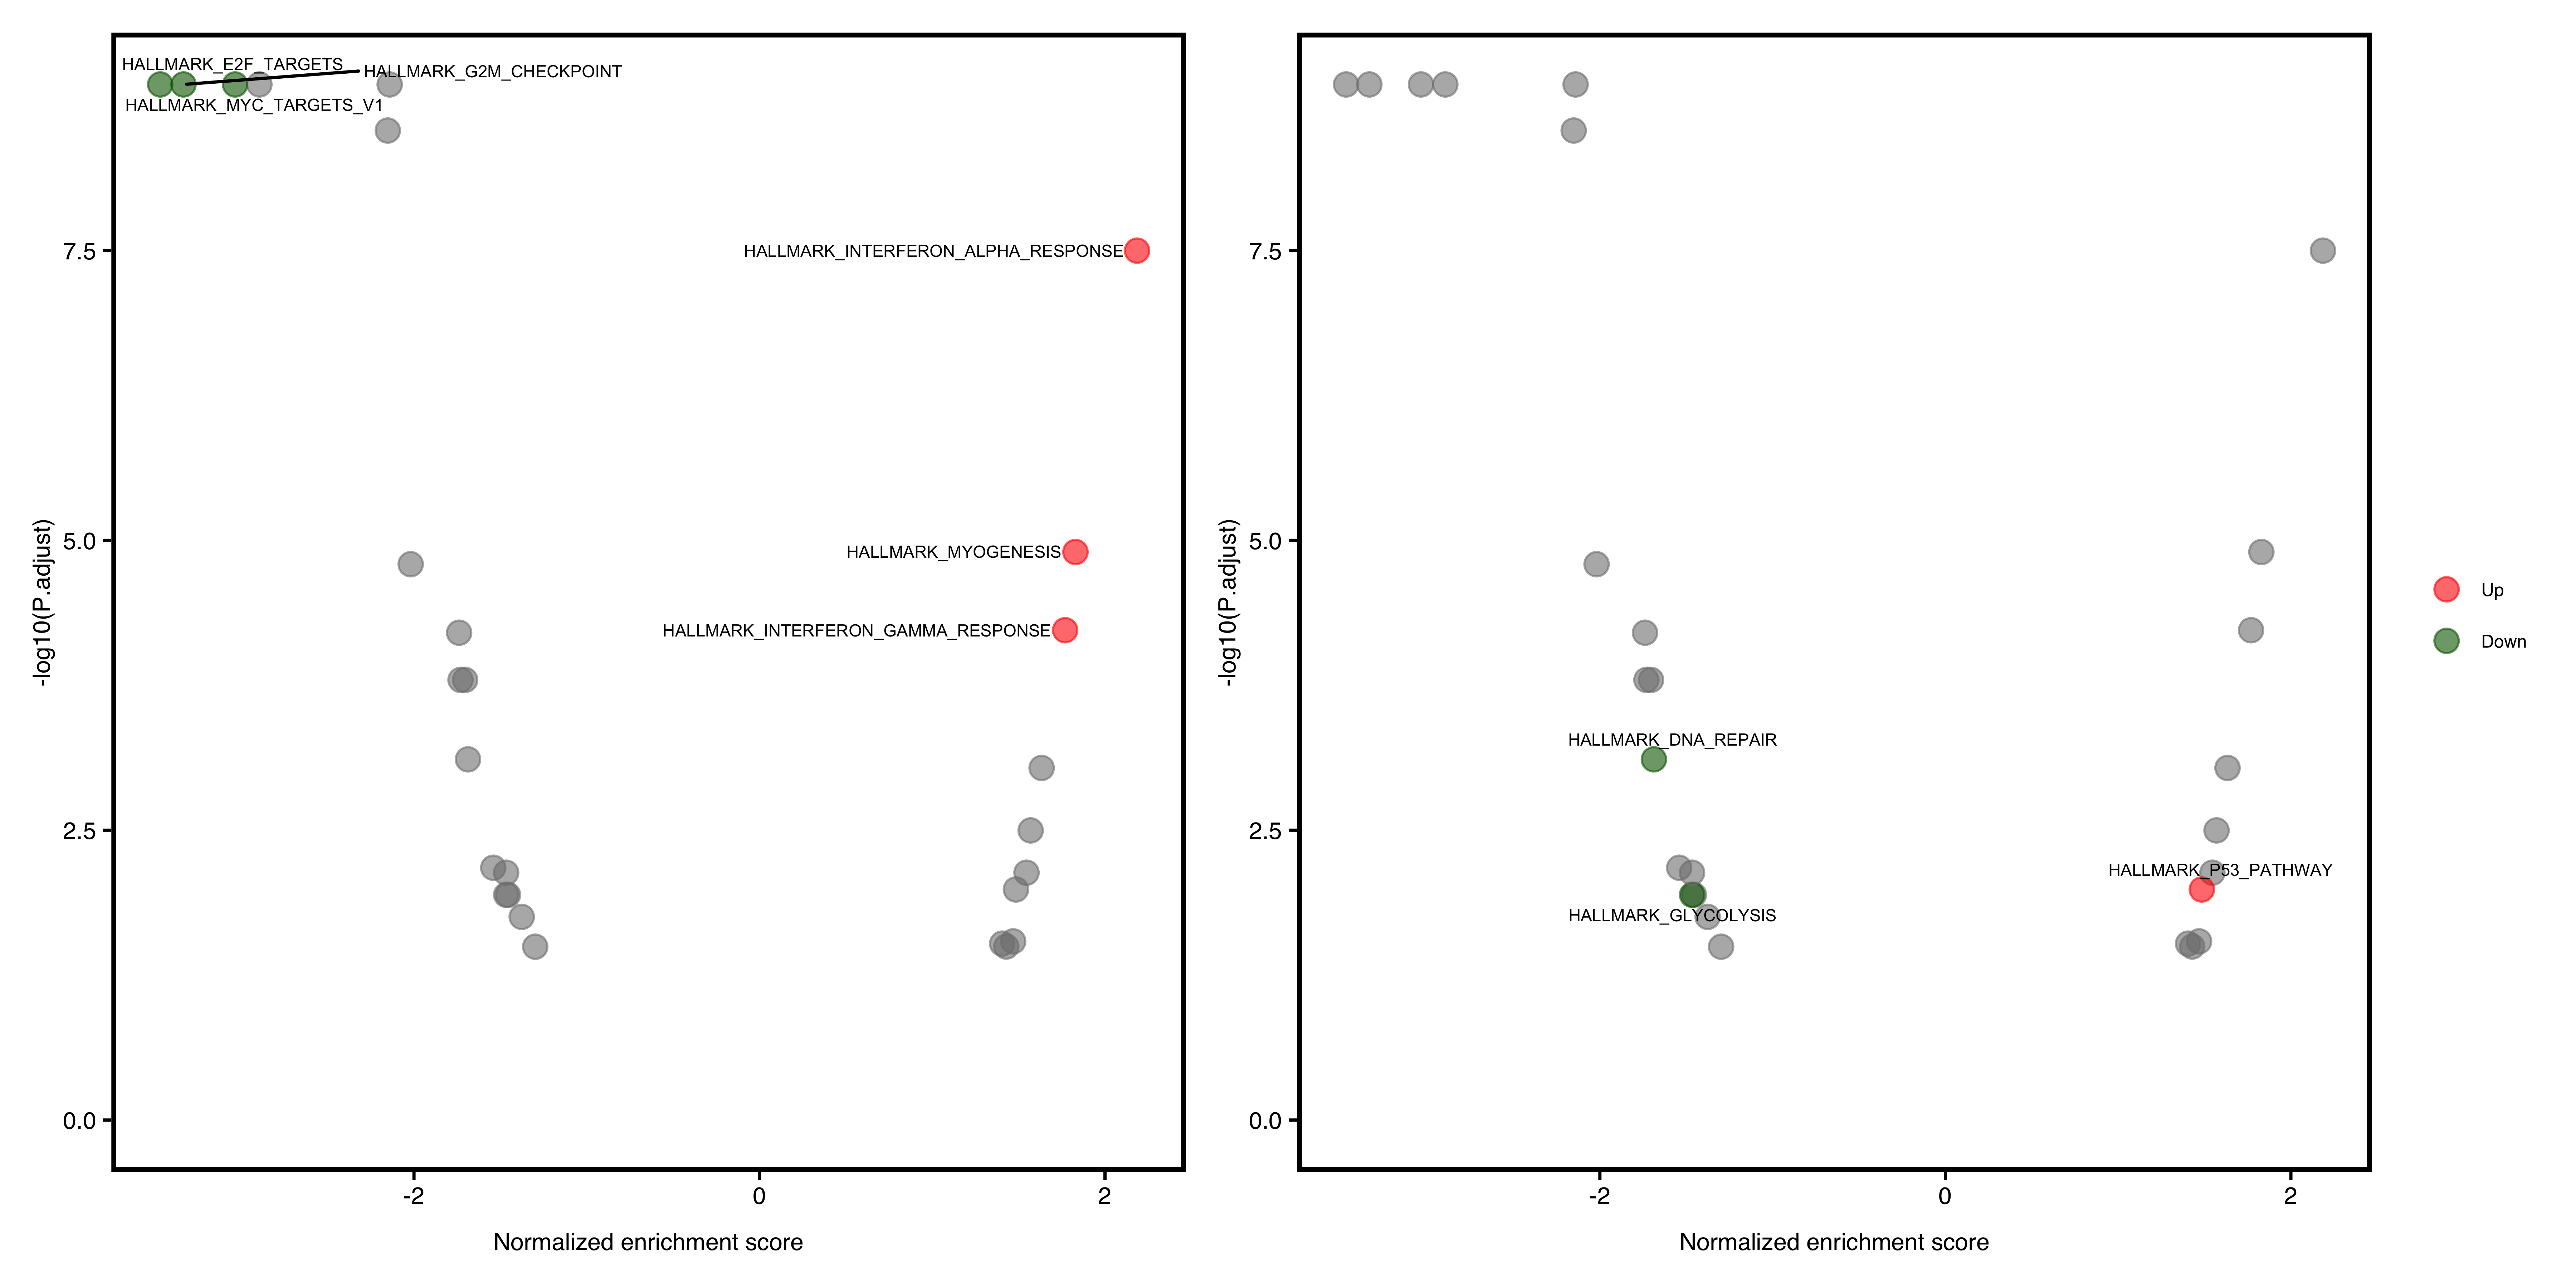 HALLMARK_E2F_TARGETS
HALLMARK_G2M_CHECKPOINT
HALLMARK_MYC_TARGETS_V1
HALLMARK_INTERFERON_ALPHA_RESPONSE
HALLMARK_MYOGENESIS
HALLMARK_INTERFERON_GAMMA_RESPONSE
7.5
5.0
2.5
0.0
-log10(P.adjust)
-2
0
2
Normalized enrichment score
HALLMARK_DNA_REPAIR
HALLMARK_P53_PATHWAY
HALLMARK_GLYCOLYSIS
7.5
5.0
2.5
0.0
-log10(P.adjust)
-2
0
2
Normalized enrichment score
Up
Down